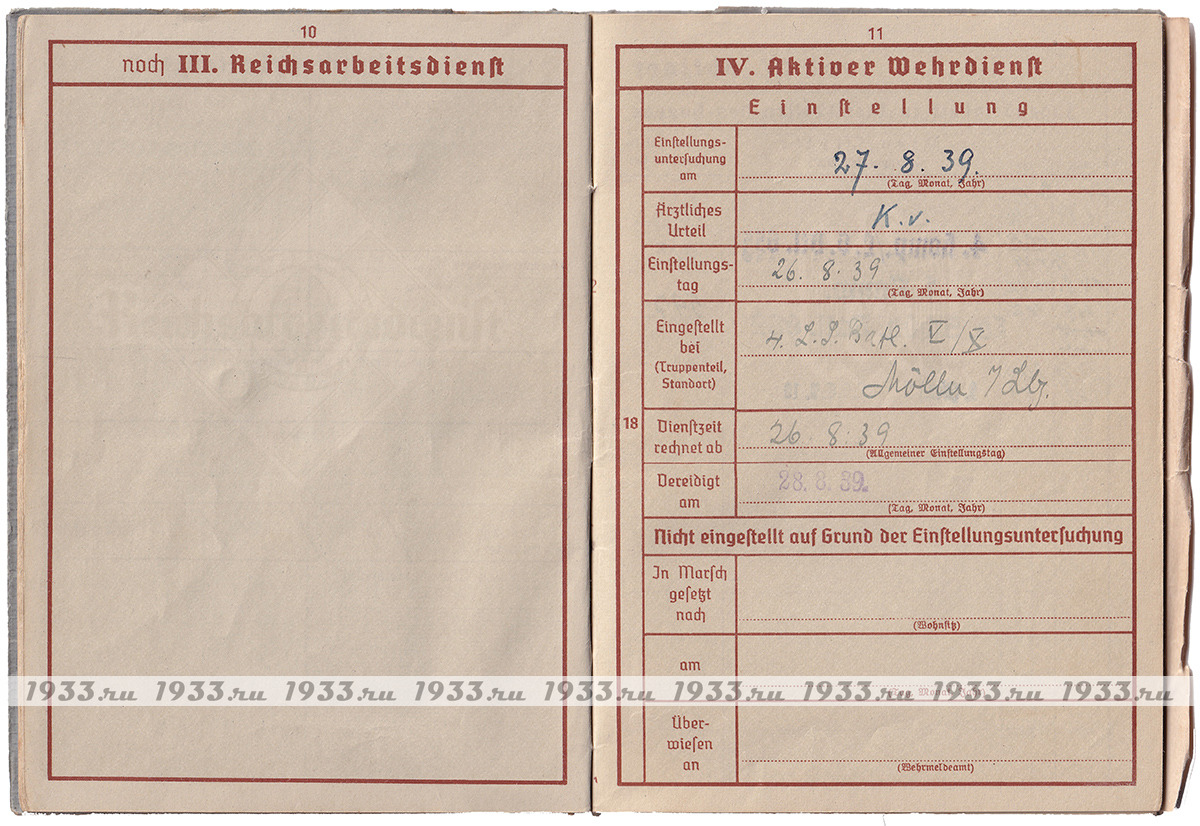 10
noch III. Reichsarbeitsdienst
11
IV. Aktiver Wehrdienst
Einstellung
Einstellungs-
untersuchung
am
27. 8. 39.
(Tag, Monat, Jahr)
Ärztliches
Urteil
K.v.
Einstellungs-
tag
26. 8. 39
(Tag, Monat, Jahr)
Eingestellt
bei
(Truppenteil,
Standort)
4. L.S. Batl. V/X
Mölln / Lbg.
18
Dienstzeit
rechnet ab
26. 8. 39
(Allgemeiner Einstellungstag)
Vereidigt
am
28. 8. 39.
(Tag, Monat, Jahr)
Nicht eingestellt auf Grund der Einstellungsuntersuchung
In Marsch
gesetzt
nach
(Wohnsitz)
am
(Tag, Monat, Jahr)
Über-
wiesen
an
(Wehrmeldeamt)
1933.ru 1933.ru 1933.ru 1933.ru 1933.ru 1933.ru 1933.ru 1933.ru 1933.ru